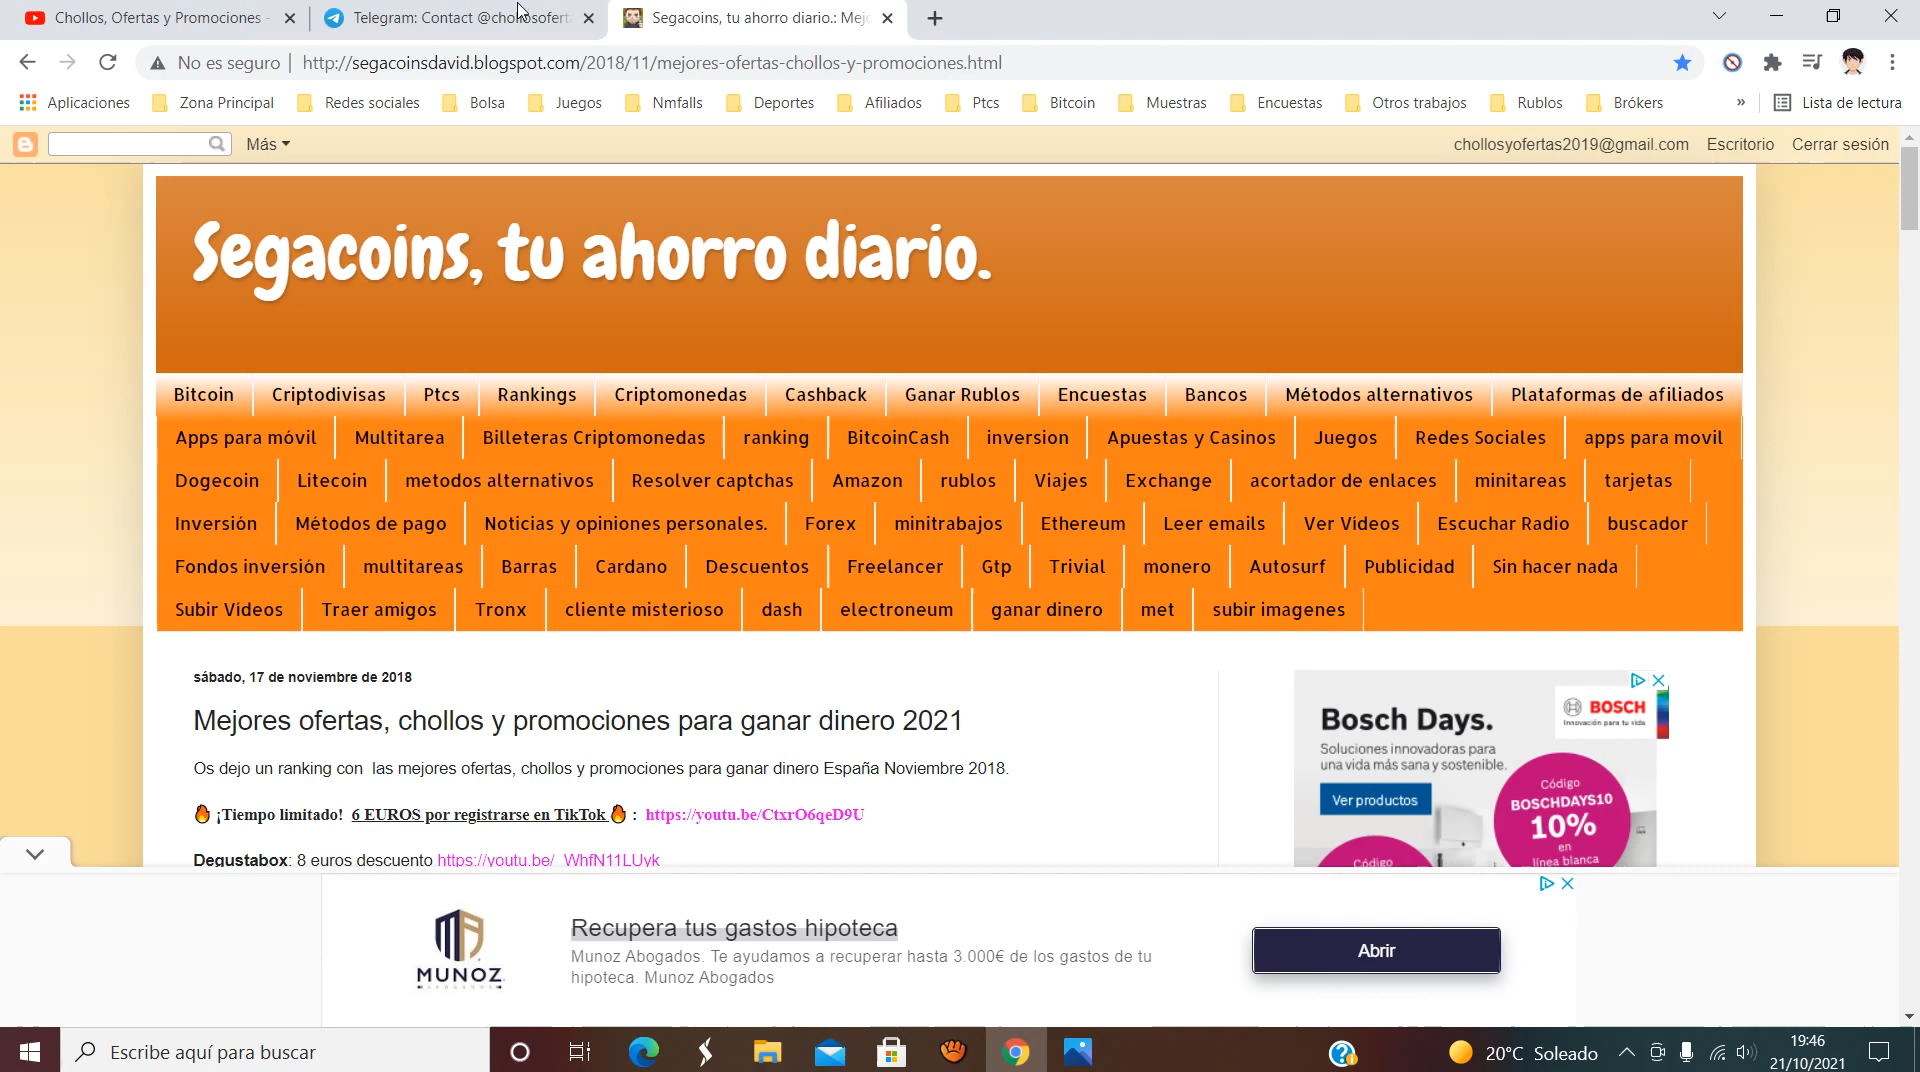 Chollos, Ofertas y Promociones -
Telegram: Contact @chollosofert
Segacoins, tu ahorro diario.: Mejo
No es seguro
http://segacoinsdavid.blogspot.com/2018/11/mejores-ofertas-chollos-y-promociones.html
Aplicaciones Zona Principal Redes sociales Bolsa Juegos Nmfalls Deportes Afiliados Ptcs Bitcoin Muestras Encuestas Otros trabajos Rublos Brókers » Lista de lectura
Más chollosyofertas2019@gmail.com Escritorio Cerrar sesión
Segacoins, tu ahorro diario.
Bitcoin Criptodivisas Ptcs Rankings Criptomonedas Cashback Ganar Rublos Encuestas Bancos Métodos alternativos Plataformas de afiliados
Apps para móvil Multitarea Billeteras Criptomonedas ranking BitcoinCash inversion Apuestas y Casinos Juegos Redes Sociales apps para movil
Dogecoin Litecoin metodos alternativos Resolver captchas Amazon rublos Viajes Exchange acortador de enlaces minitareas tarjetas
Inversión Métodos de pago Noticias y opiniones personales. Forex minitrabajos Ethereum Leer emails Ver Vídeos Escuchar Radio buscador
Fondos inversión multitareas Barras Cardano Descuentos Freelancer Gtp Trivial monero Autosurf Publicidad Sin hacer nada
Subir Vídeos Traer amigos Tronx cliente misterioso dash electroneum ganar dinero met subir imagenes
sábado, 17 de noviembre de 2018
Mejores ofertas, chollos y promociones para ganar dinero 2021
Os dejo un ranking con las mejores ofertas, chollos y promociones para ganar dinero España Noviembre 2018.
🔥 ¡Tiempo limitado! 6 EUROS por registrarse en TikTok 🔥 : https://youtu.be/CtxrO6qeD9U
Degustabox: 8 euros descuento https://youtu.be/_WhfN11LUyk
Bosch Days.
Soluciones innovadoras para
una vida más sana y sostenible.
Ver productos
BOSCH
Innovación para tu vida
Código
BOSCHDAYS10
10%
en
línea blanca
Código
MUNOZ
ABOGADOS
Recupera tus gastos hipoteca
Munoz Abogados. Te ayudamos a recuperar hasta 3.000€ de los gastos de tu
hipoteca. Munoz Abogados
Abrir
Escribe aquí para buscar
20°C Soleado
19:46
21/10/2021